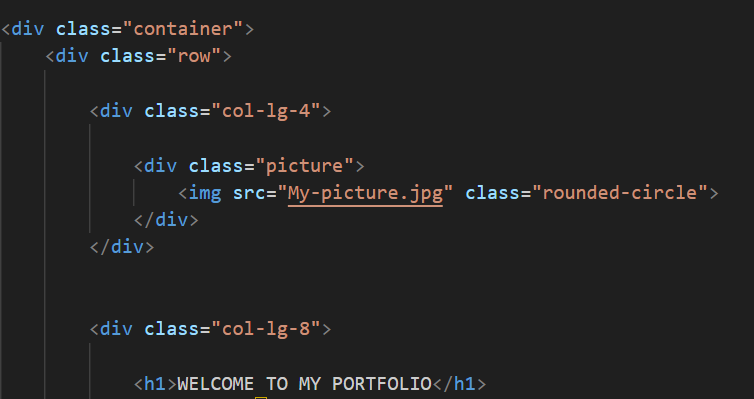 <div class="container">
<div class="row">
<div class="col-lg-4">
<div class="picture">
<img src="My-picture.jpg" class="rounded-circle">
</div>
</div>
<div class="col-lg-8">
<h1>WELCOME TO MY PORTFOLIO</h1>